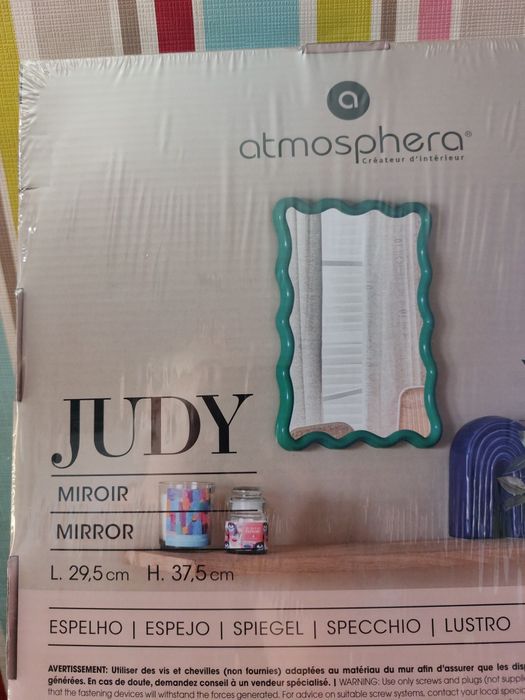 a
atmosphera®
Créateur d'intérieur
JUDY
MIROIR
MIRROR
L. 29,5 cm H. 37,5 cm
ESPELHO | ESPEJO | SPIEGEL | SPECCHIO | LUSTRO
AVERTISSEMENT: Utiliser des vis et chevilles (non fournies) adaptées au matériau du mur afin d'assurer que les
générées. En cas de doute, demandez conseil à un vendeur spécialisé. | WARNING: Use only screws and plugs (not
that the fastening devices will withstand the forces generated. For advice on suitable screw systems, contact your local